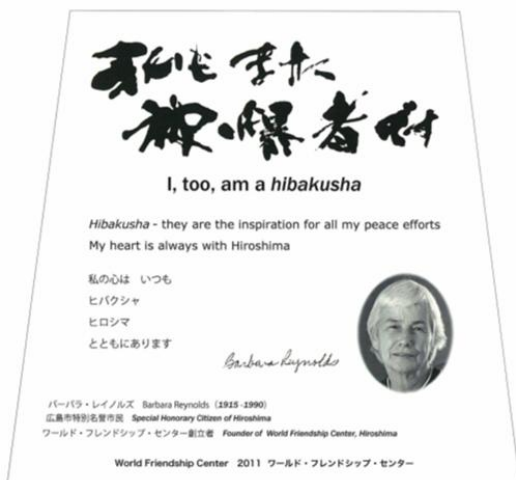 私もまた
被爆者です
I, too, am a hibakusha
Hibakusha - they are the inspiration for all my peace efforts
My heart is always with Hiroshima
私の心は　いつも
ヒバクシャ
ヒロシマ
とともにあります
Barbara Reynolds
バーバラ・レイノルズ　Barbara Reynolds（1915 -1990）
広島市特別名誉市民　Special Honorary Citizen of Hiroshima
ワールド・フレンドシップ・センター創立者　Founder of World Friendship Center, Hiroshima
World Friendship Center　2011　ワールド・フレンドシップ・センター